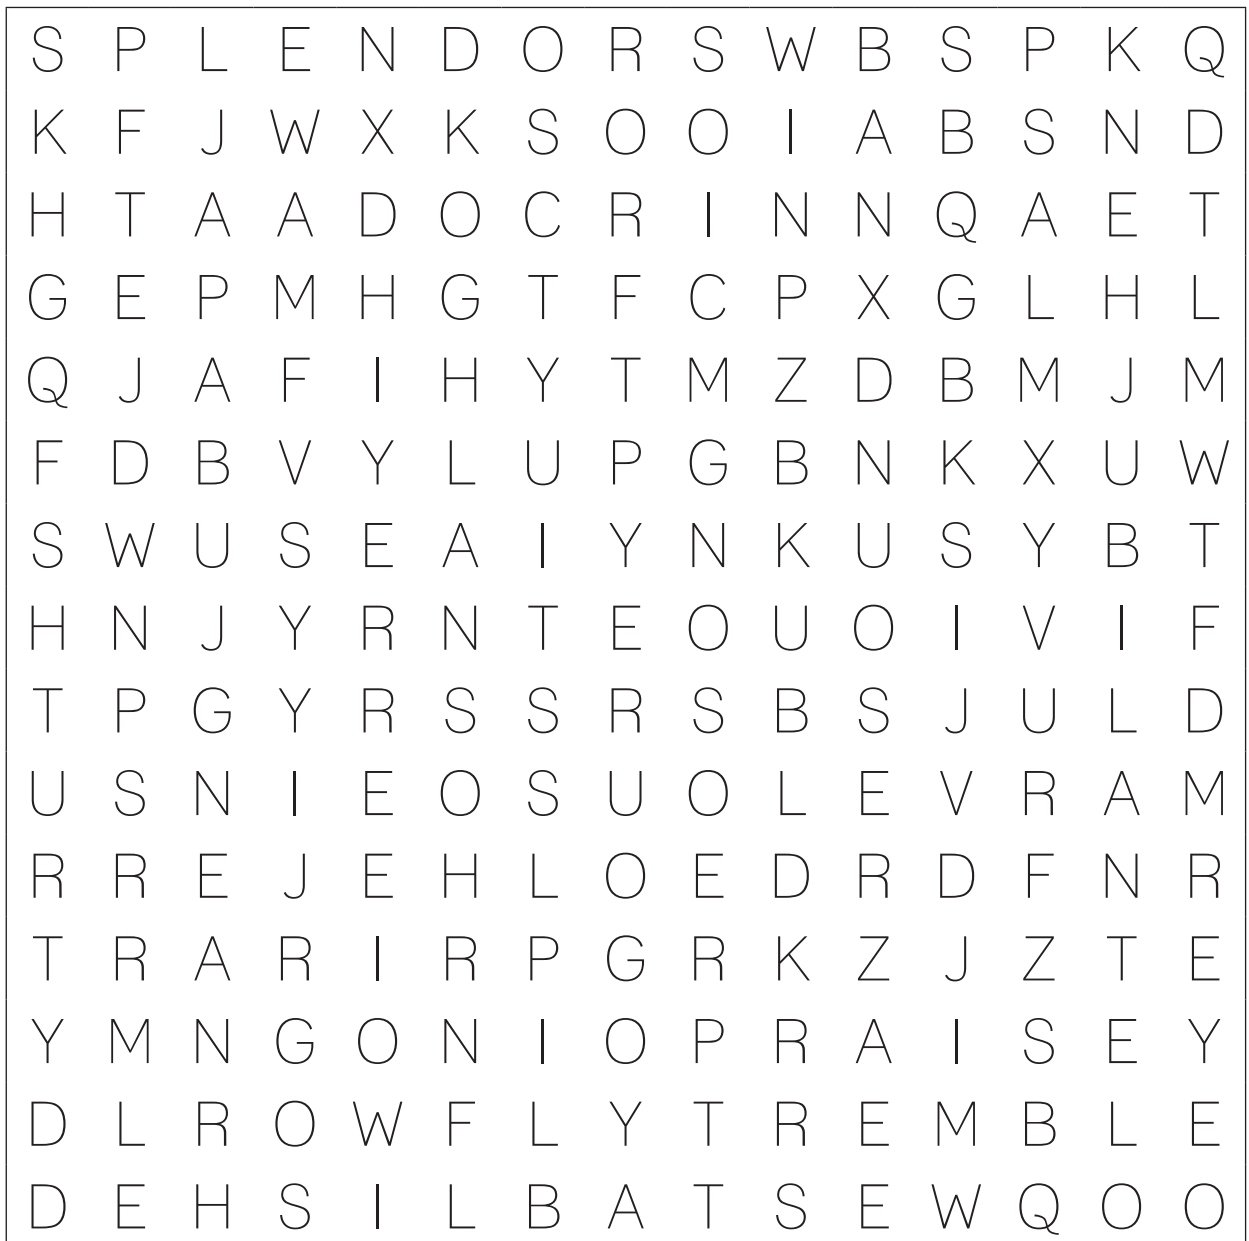 S P L E N D O R S W B S P K Q
K F J W X K S O O I A B S N D
H T A A D O C R I N N Q A E T
G E P M H G T F C P X G L H L
Q J A F I H Y T M Z D B M J M
F D B V Y L U P G B N K X U W
S W U S E A I Y N K U S Y B T
H N J Y R N T E O U O I V I F
T P G Y R S S R S B S J U L D
U S N I E O S U O L E V R A M
R R E J E H L O E D R D F N R
T R A R I R P G R K Z J Z T E
Y M N G O N I O P R A I S E Y
D L R O W F L Y T R E M B L E
D E H S I L B A T S E W Q O O